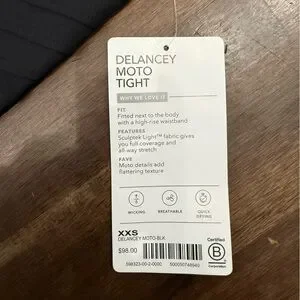 DELANCEY
MOTO
TIGHT
WHY WE LOVE IT
FIT
Fitted next to the body
with a high-rise waistband
FEATURES
Sculptek Light™ fabric gives
you full coverage and
all-way stretch
FAVE
Moto details add
flattering texture
WICKING
BREATHABLE
QUICK
DRYING
XXS
DELANCEY MOTO-BLK
$98.00
Certified
B
Corporation